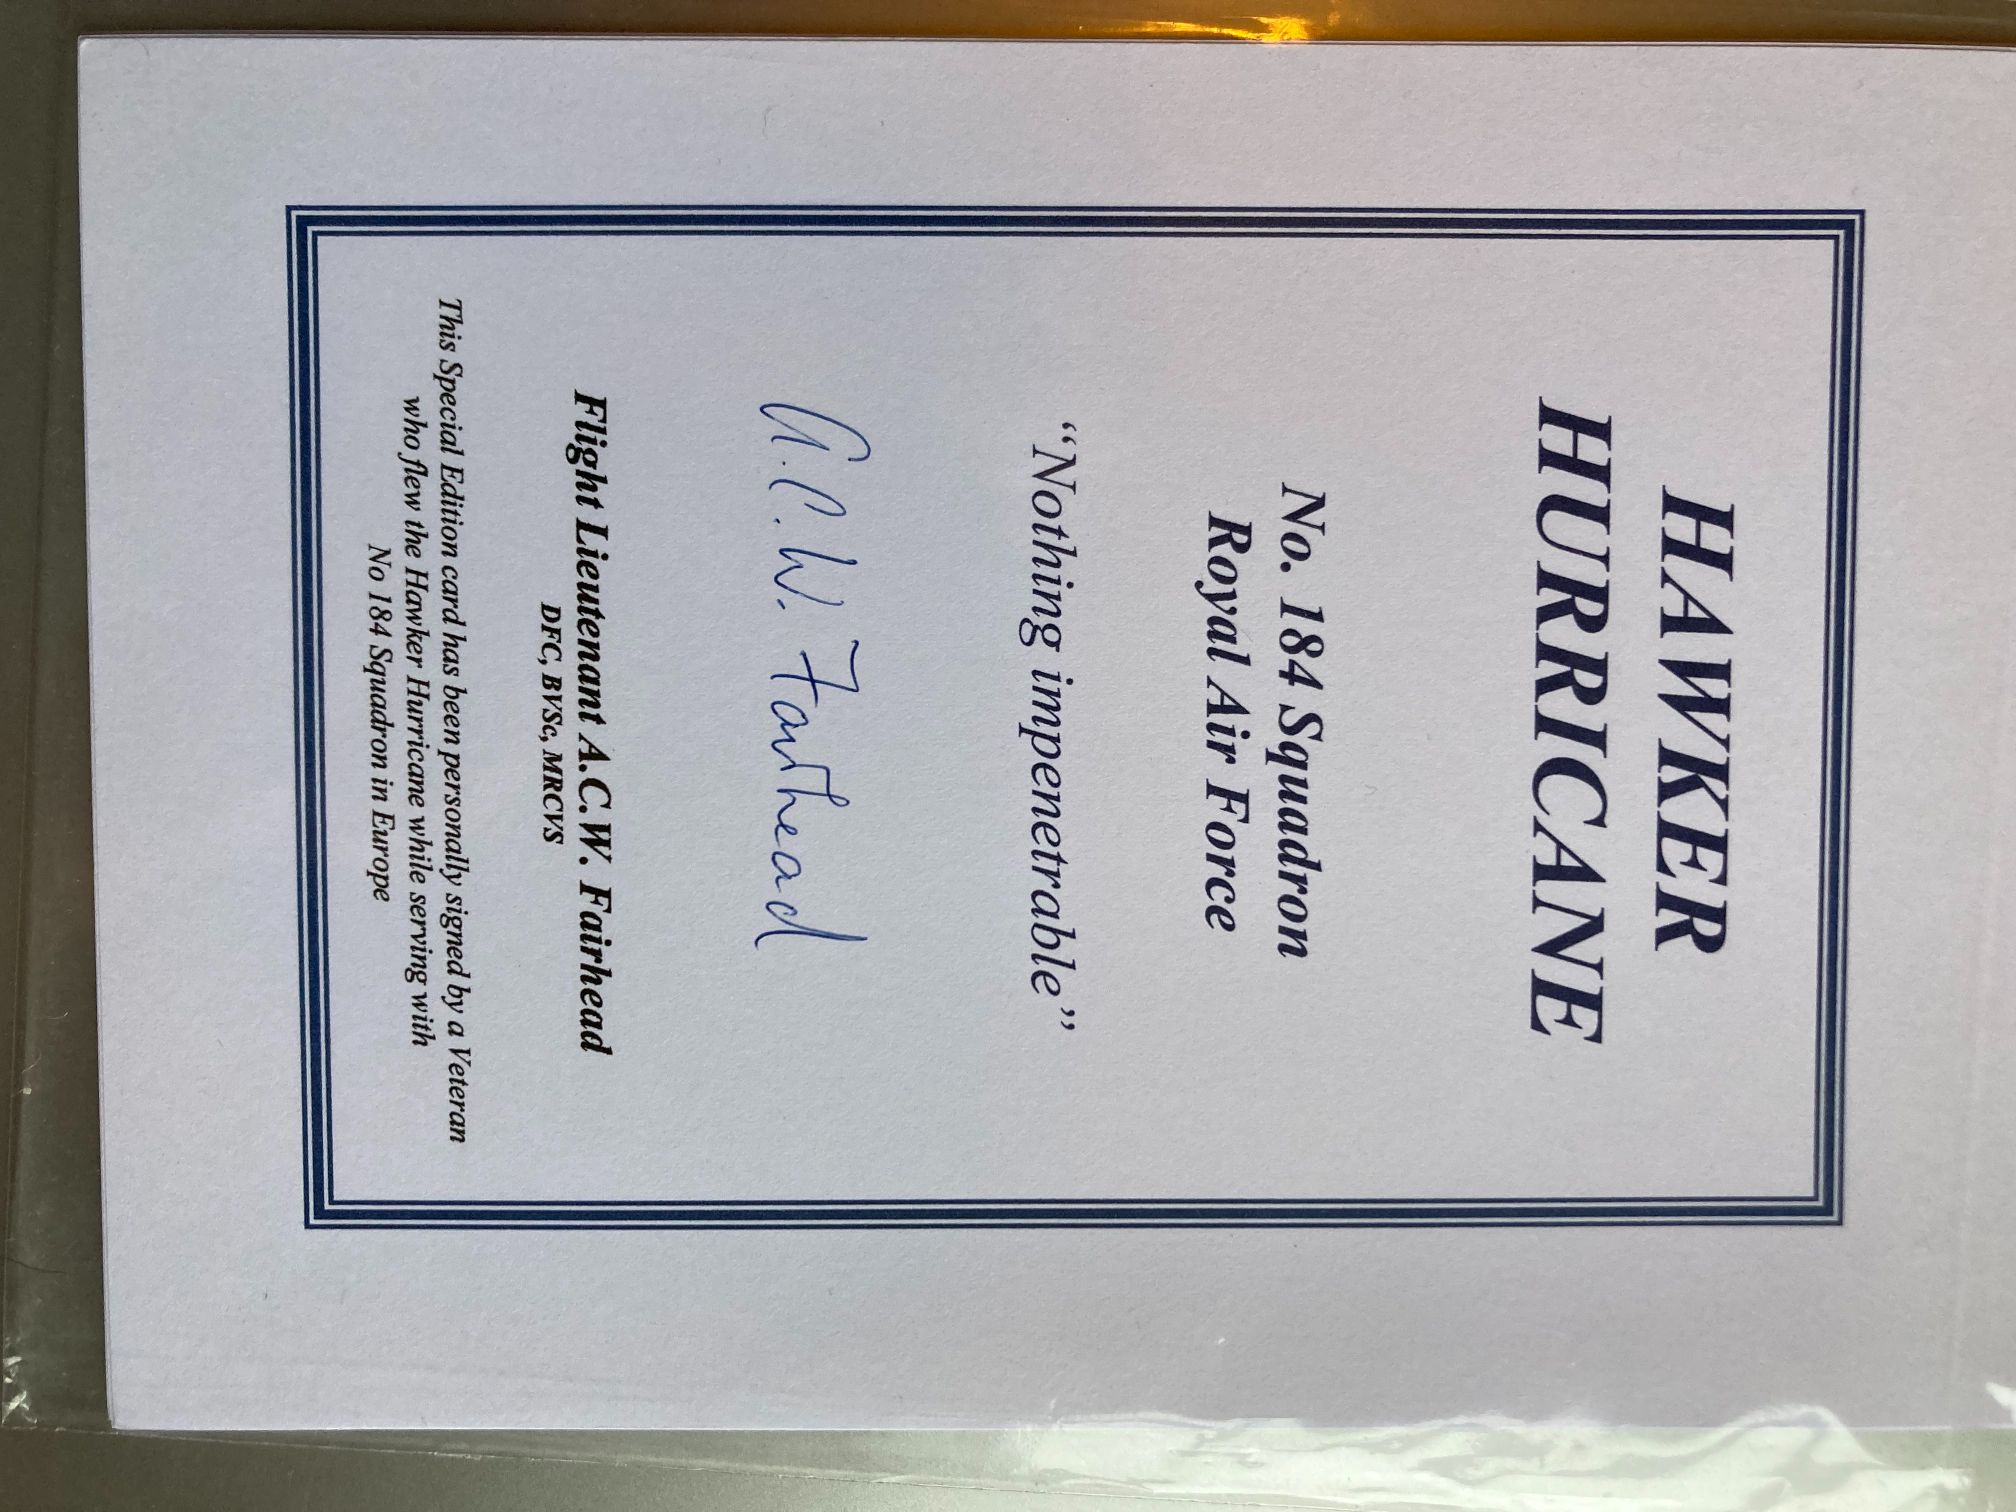 HAWKER
HURRICANE
No. 184 Squadron
Royal Air Force
“Nothing impenetrable”
A.C.W. Fairhead
Flight Lieutenant A.C.W. Fairhead
DFC, BVSc, MRCVS
This Special Edition card has been personally signed by a Veteran
who flew the Hawker Hurricane while serving with
No 184 Squadron in Europe